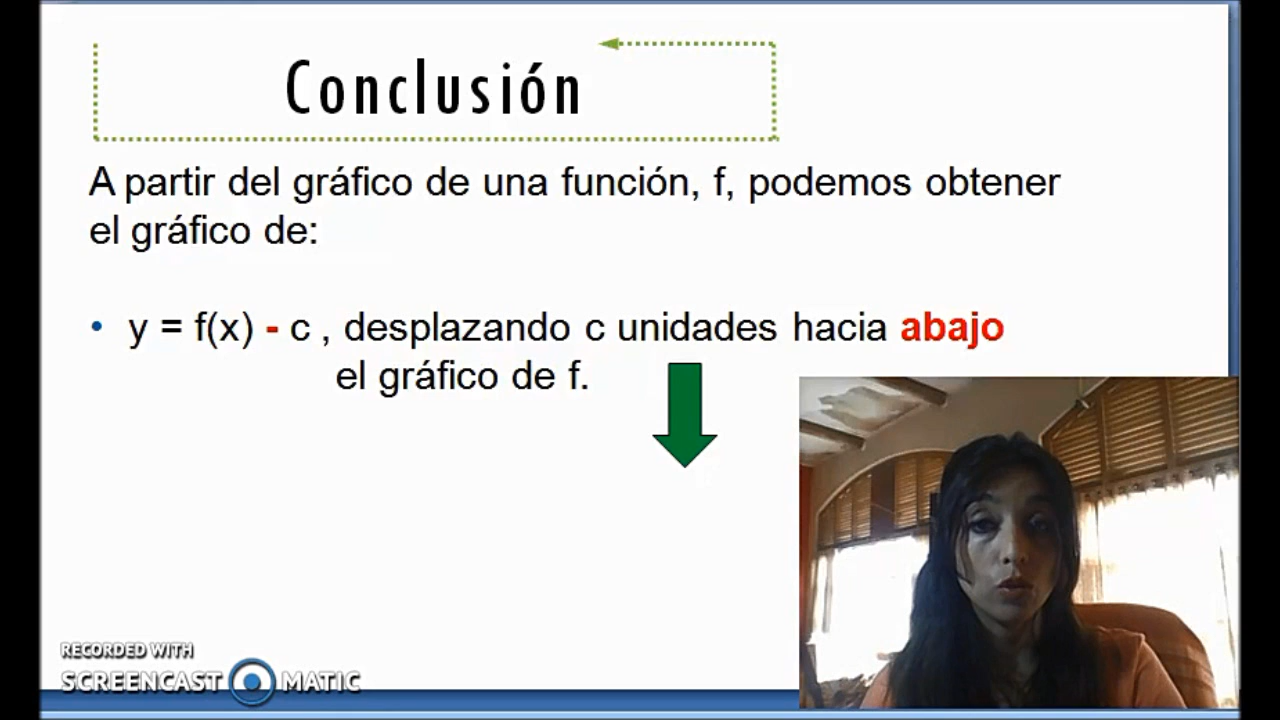 Conclusión
A partir del gráfico de una función, f, podemos obtener
el gráfico de:
• y = f(x) - c , desplazando c unidades hacia abajo
el gráfico de f.
RECORDED WITH
SCREENCAST MATIC